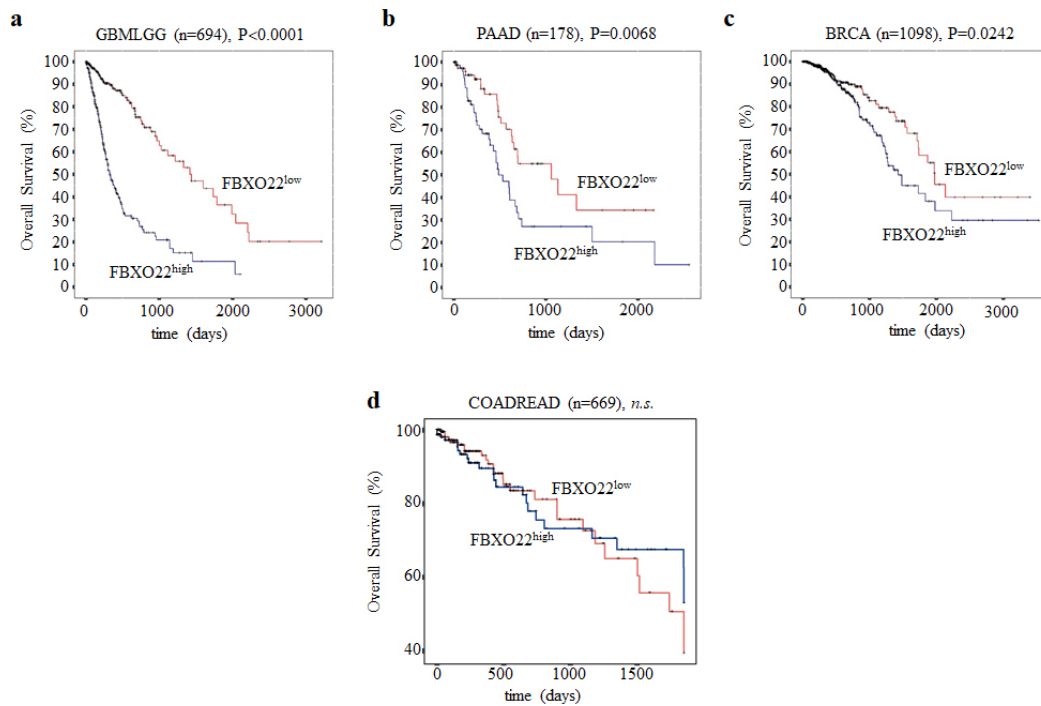 a
GBMLGG (n=694), P<0.0001
Overall Survival (%)
100
90
80
70
60
50
40
30
20
10
0
FBXO22low
FBXO22high
0 1000 2000 3000
time (days)
b
PAAD (n=178), P=0.0068
Overall Survival (%)
100
90
80
70
60
50
40
30
20
10
0
FBXO22low
FBXO22high
0 1000 2000
time (days)
c
BRCA (n=1098), P=0.0242
Overall Survival (%)
100
90
80
70
60
50
40
30
20
10
0
FBXO22low
FBXO22high
0 1000 2000 3000
time (days)
d
COADREAD (n=669), n.s.
Overall Survival (%)
100
80
60
40
FBXO22low
FBXO22high
0 500 1000 1500
time (days)